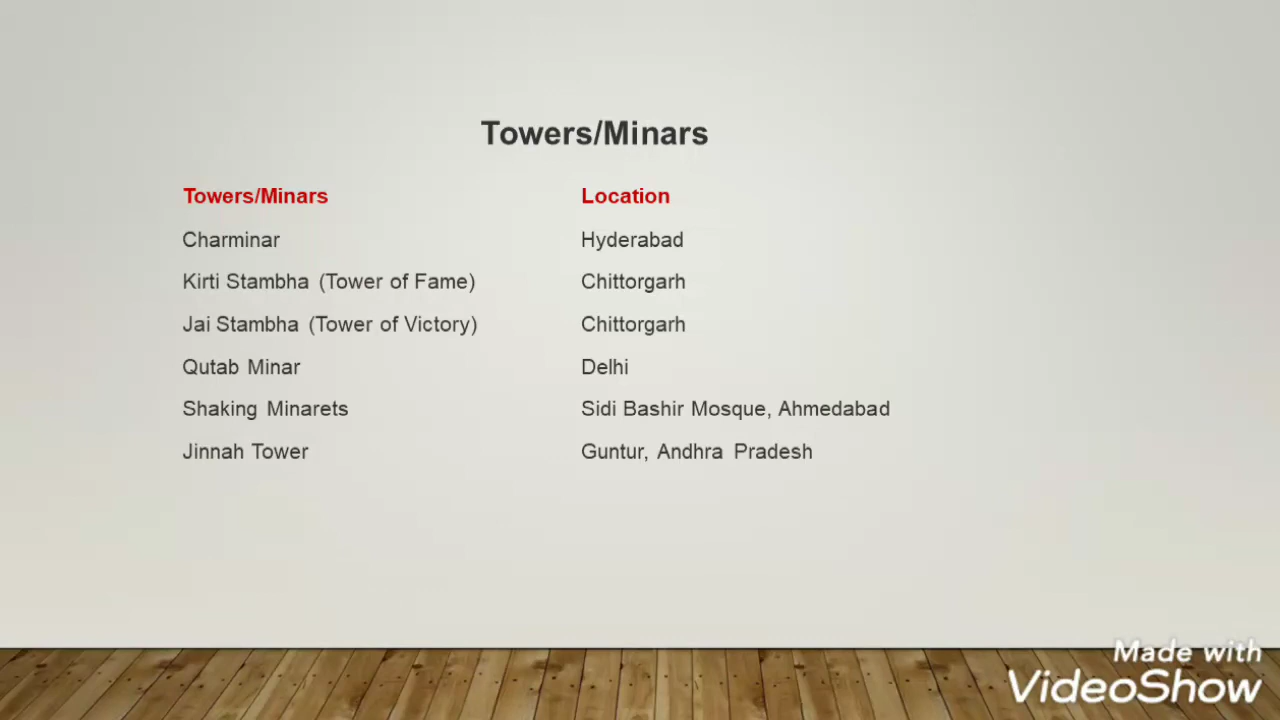 Towers/Minars
Towers/Minars Location
Charminar Hyderabad
Kirti Stambha (Tower of Fame) Chittorgarh
Jai Stambha (Tower of Victory) Chittorgarh
Qutab Minar Delhi
Shaking Minarets Sidi Bashir Mosque, Ahmedabad
Jinnah Tower Guntur, Andhra Pradesh
Made with
VideoShow